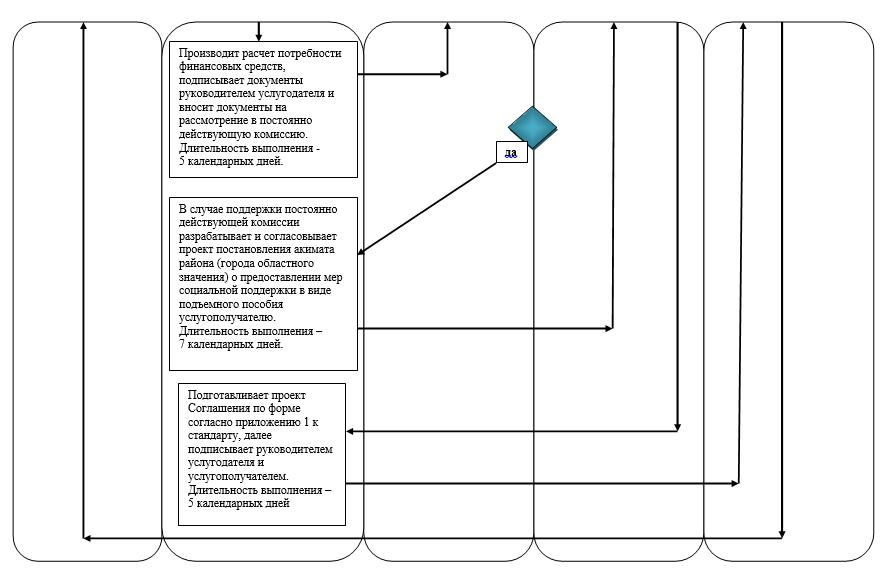 Производит расчет потребности
финансовых средств,
подписывает документы
руководителем услугодателя и
вносит документы на
рассмотрение в постоянно
действующую комиссию.
Длительность выполнения -
5 календарных дней.
да
В случае поддержки постоянно
действующей комиссии
разрабатывает и согласовывает
проект постановления акимата
района (города областного
значения) о предоставлении мер
социальной поддержки в виде
подъемного пособия
услугополучателю.
Длительность выполнения –
7 календарных дней.
Подготавливает проект
Соглашения по форме
согласно приложению 1 к
стандарту, далее
подписывает руководителем
услугодателя и
услугополучателем.
Длительность выполнения –
5 календарных дней